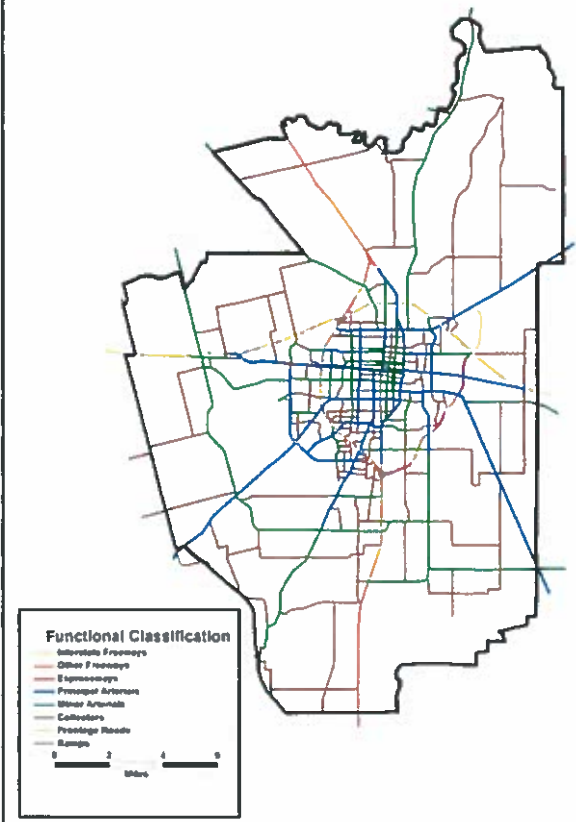 Functional Classification
Interstate Freeways
Other Freeways
Expressways
Principal Arterials
Minor Arterials
Collectors
Frontage Roads
Ramps
0 2 4 6
Miles